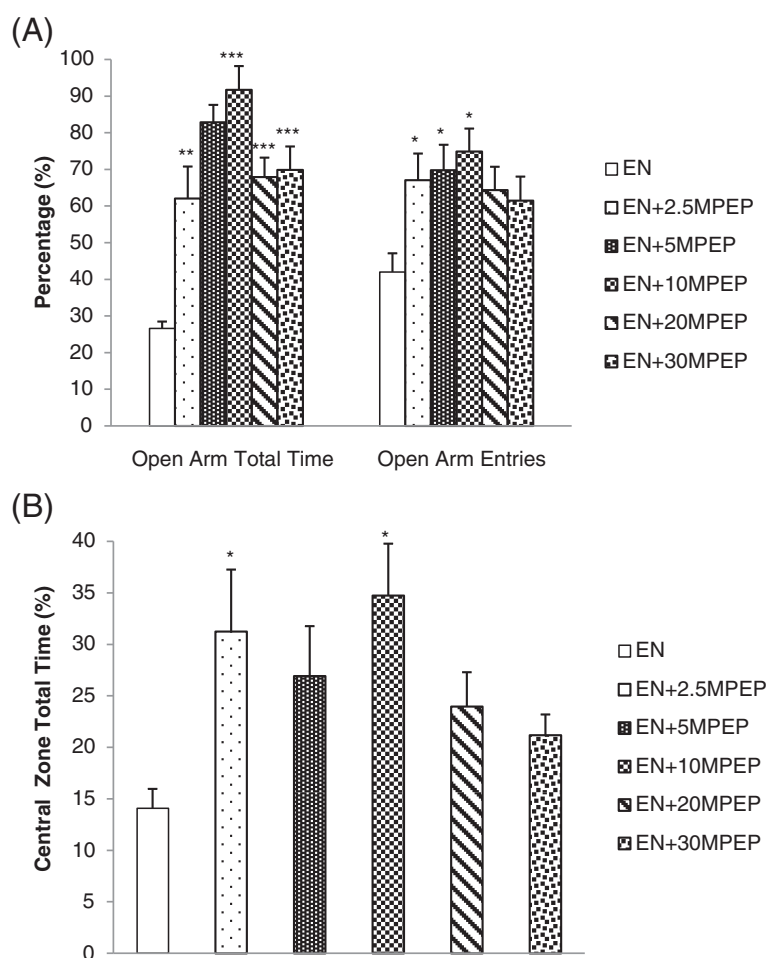 (A)
Percentage (%)
100
90
80
70
60
50
40
30
20
10
0
**
***
***
***
*
*
*
Open Arm Total Time
Open Arm Entries
EN
EN+2.5MPEP
EN+5MPEP
EN+10MPEP
EN+20MPEP
EN+30MPEP
(B)
Central Zone Total Time (%)
40
35
30
25
20
15
10
5
0
*
*
EN
EN+2.5MPEP
EN+5MPEP
EN+10MPEP
EN+20MPEP
EN+30MPEP